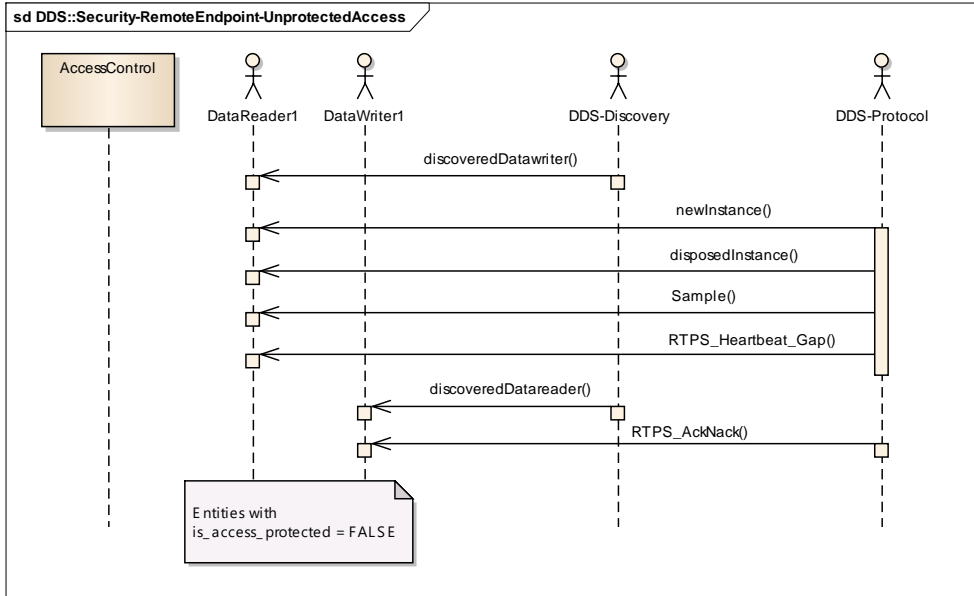 sd DDS::Security-RemoteEndpoint-UnprotectedAccess
AccessControl
DataReader1
DataWriter1
DDS-Discovery
DDS-Protocol
discoveredDatawriter()
newInstance()
disposedInstance()
Sample()
RTPS_Heartbeat_Gap()
discoveredDatareader()
RTPS_AckNack()
Entities with
is_access_protected = FALSE